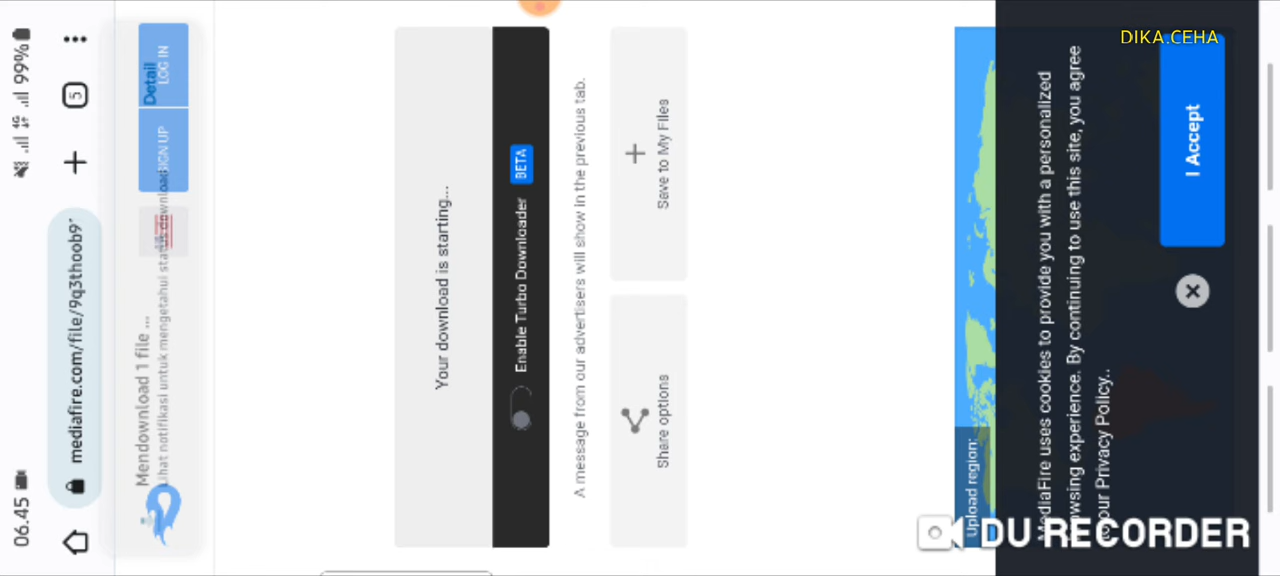 06.45
99%
mediafire.com/file/9q3thoob9
5
Mendownload 1 file ...
Lihat notifikasi untuk mengetahui status download
Detail
SIGN UP
LOG IN
Your download is starting...
Enable Turbo Downloader
BETA
A message from our advertisers will show in the previous tab.
Share options
Save to My Files
Upload region:
MediaFire uses cookies to provide you with a personalized
browsing experience. By continuing to use this site, you agree
to our Privacy Policy..
I Accept
DIKA.CEHA
DU RECORDER